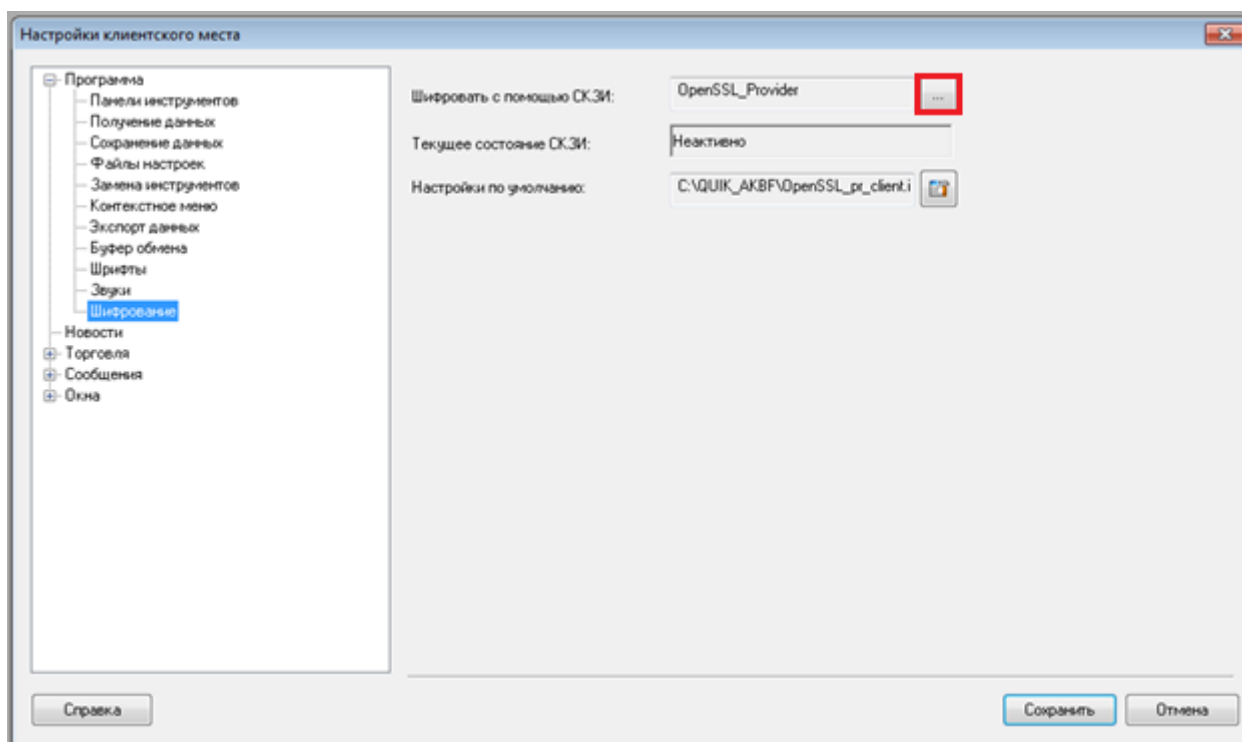 Настройки клиентского места
Программа
Панели инструментов
Получение данных
Сохранение данных
Файлы настроек
Замена инструментов
Контекстное меню
Экспорт данных
Буфер обмена
Шрифты
Звуки
Шифрование
Новости
Торговля
Сообщения
Окна
Шифровать с помощью СКЗИ:
OpenSSL_Provider
...
Текущее состояние СКЗИ:
Неактивно
Настройки по умолчанию:
C:\QUIK_AKBF\OpenSSL_pr_client.i
Справка
Сохранить
Отмена